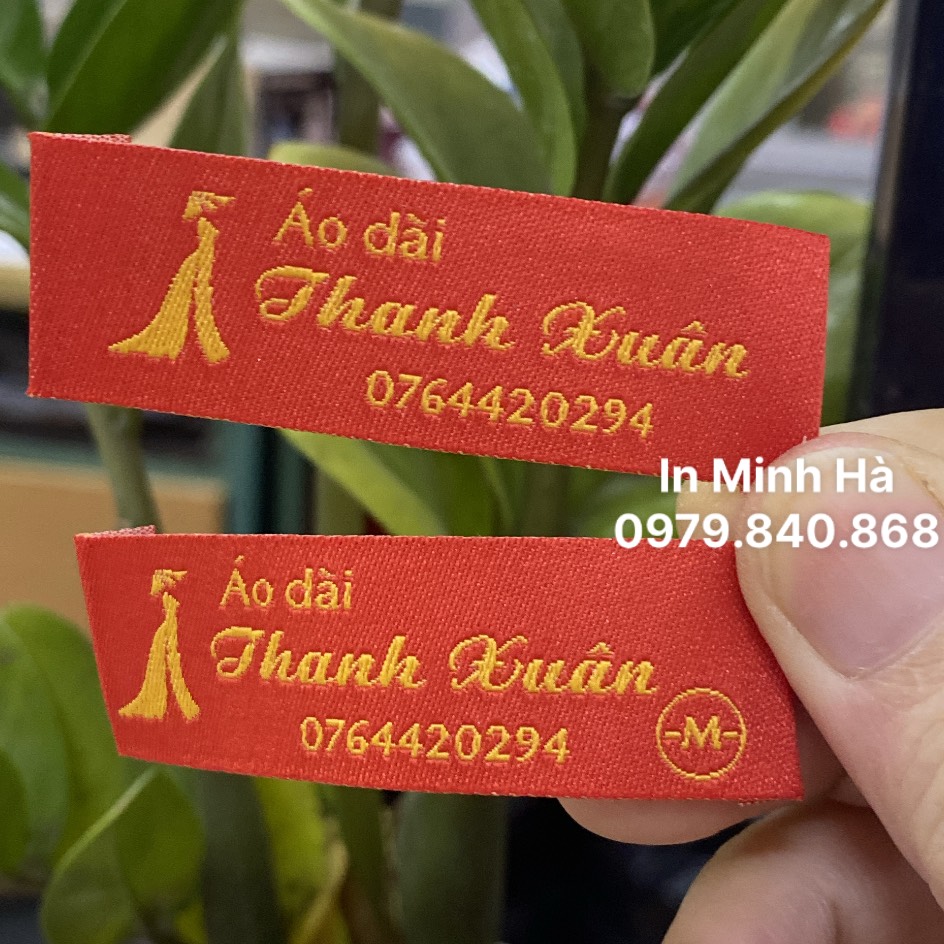 Áo dài
Thanh Xuân
0764420294
In Minh Hà
0979.840.868
Áo dài
Thanh Xuân
0764420294
-M-